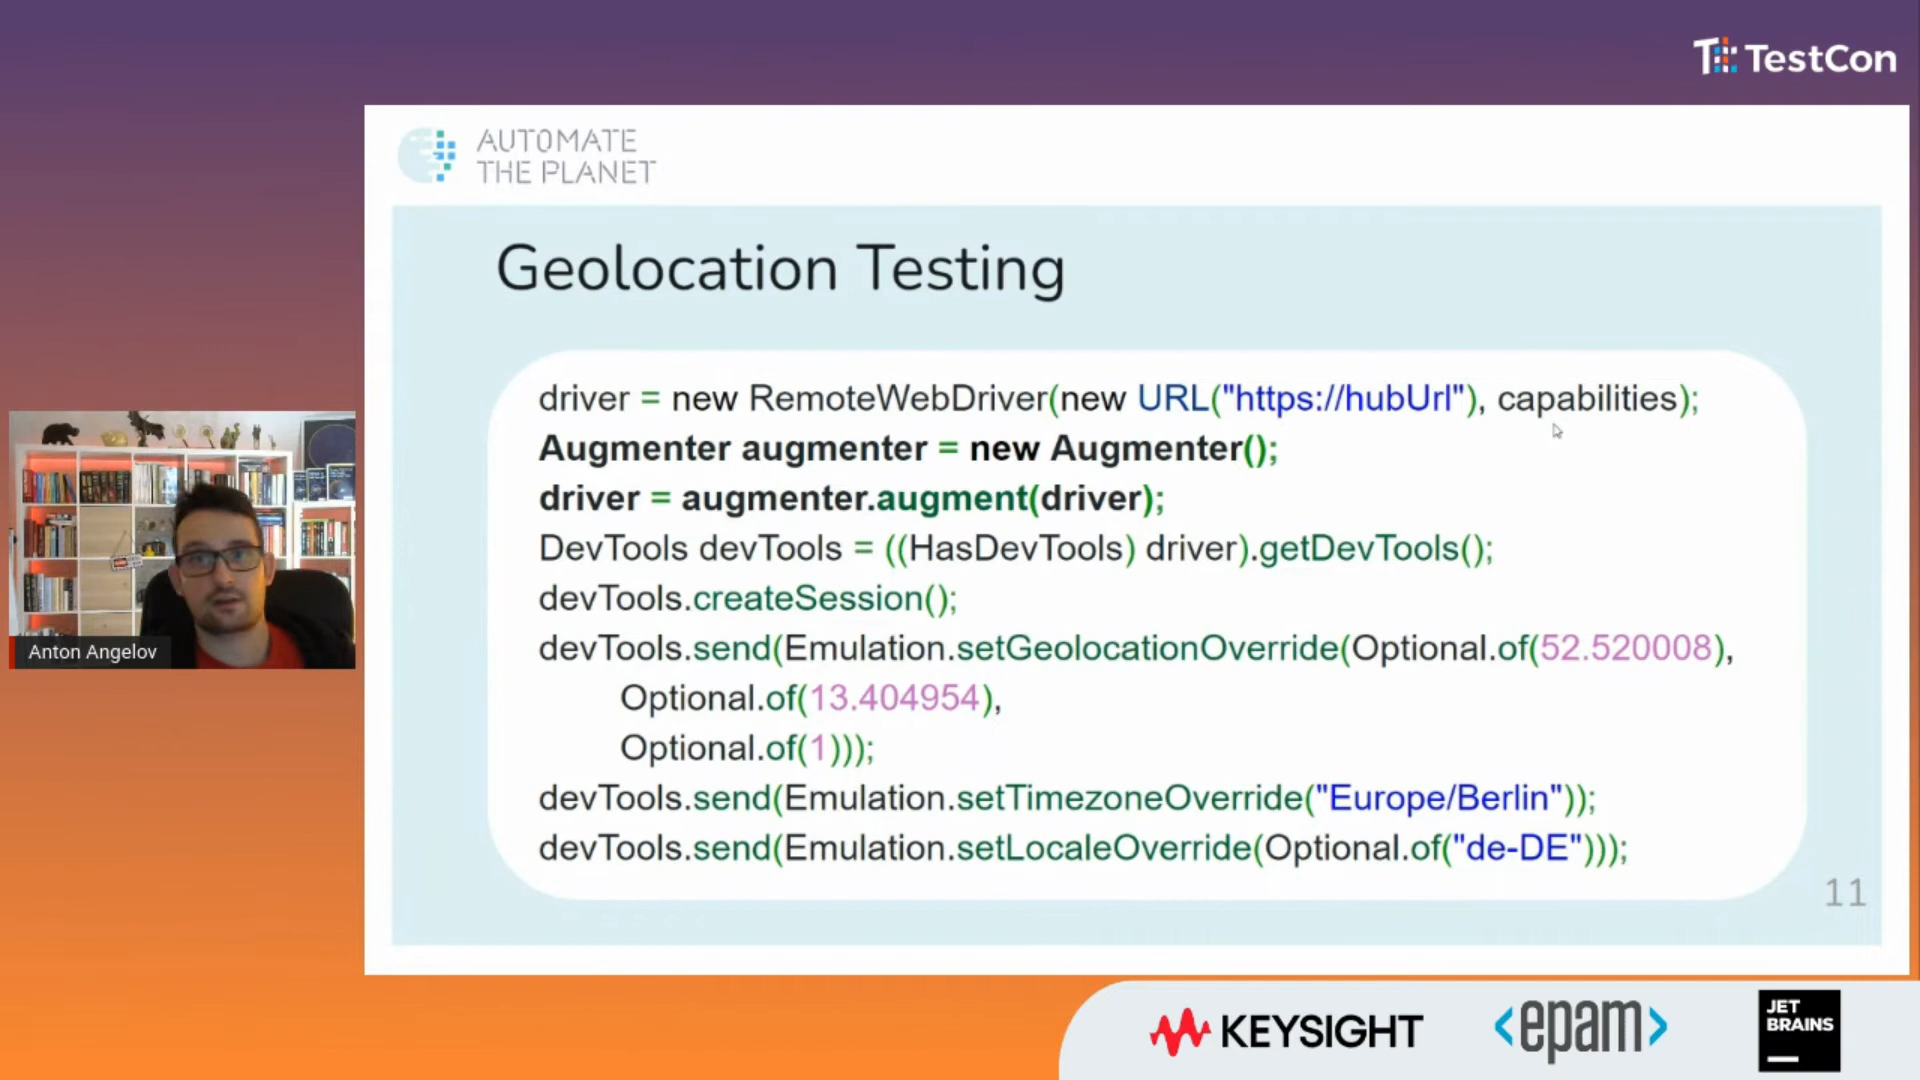 TestCon
AUTOMATE
THE PLANET
Geolocation Testing
driver = new RemoteWebDriver(new URL("https://hubUrl"), capabilities);
Augmenter augmenter = new Augmenter();
driver = augmenter.augment(driver);
DevTools devTools = ((HasDevTools) driver).getDevTools();
devTools.createSession();
devTools.send(Emulation.setGeolocationOverride(Optional.of(52.520008),
Optional.of(13.404954),
Optional.of(1)));
devTools.send(Emulation.setTimezoneOverride("Europe/Berlin"));
devTools.send(Emulation.setLocaleOverride(Optional.of("de-DE")));
11
Anton Angelov
KEYSIGHT
<epam>
JET
BRAINS